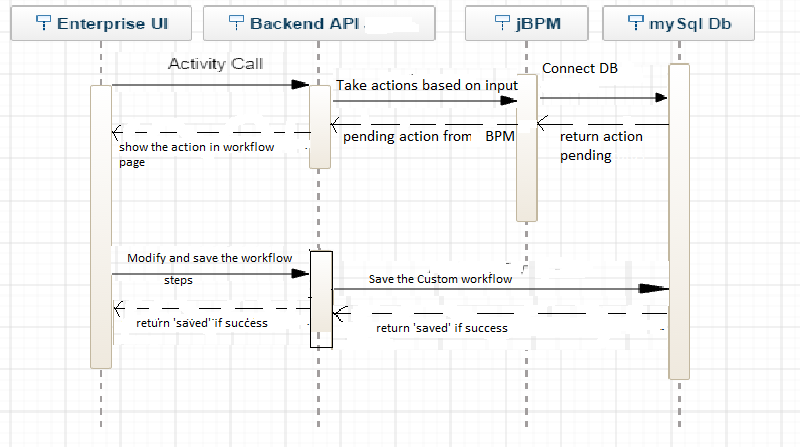 Enterprise UI
Backend API
jBPM
mySql Db
Activity Call
Take actions based on input
Connect DB
show the action in workflow
page
pending action from BPM
return action
pending
Modify and save the workflow
steps
Save the Custom workflow
return 'saved' if success
return 'saved' if success